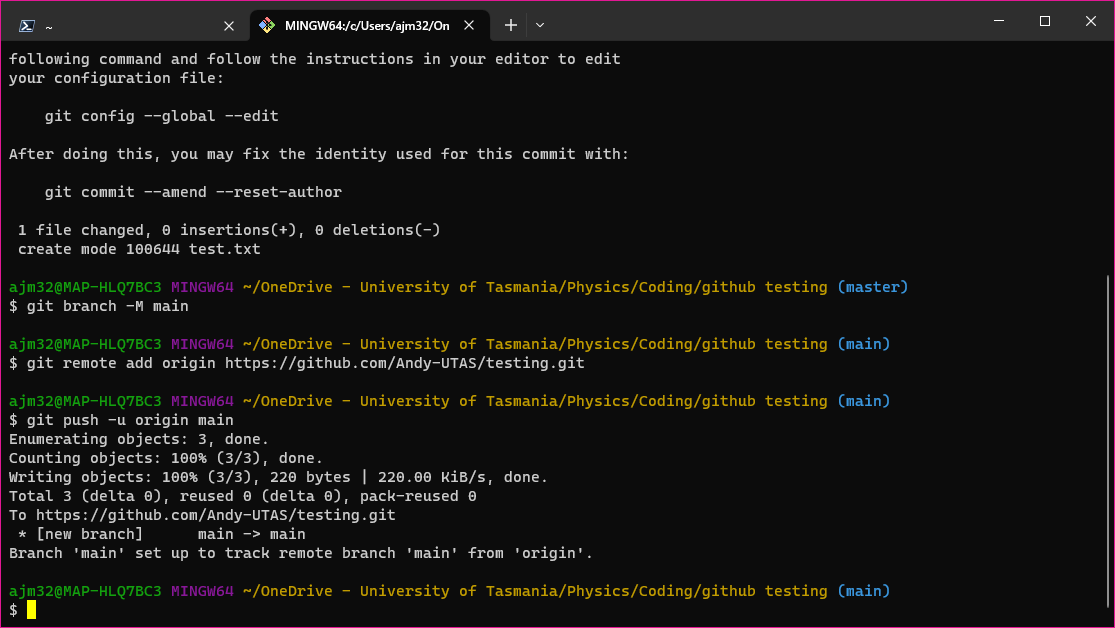 ~
MINGW64:/c/Users/ajm32/On
following command and follow the instructions in your editor to edit
your configuration file:
git config --global --edit
After doing this, you may fix the identity used for this commit with:
git commit --amend --reset-author
1 file changed, 0 insertions(+), 0 deletions(-)
create mode 100644 test.txt
ajm32@MAP-HLQ7BC3 MINGW64 ~/OneDrive - University of Tasmania/Physics/Coding/github testing (master)
$ git branch -M main
ajm32@MAP-HLQ7BC3 MINGW64 ~/OneDrive - University of Tasmania/Physics/Coding/github testing (main)
$ git remote add origin https://github.com/Andy-UTAS/testing.git
ajm32@MAP-HLQ7BC3 MINGW64 ~/OneDrive - University of Tasmania/Physics/Coding/github testing (main)
$ git push -u origin main
Enumerating objects: 3, done.
Counting objects: 100% (3/3), done.
Writing objects: 100% (3/3), 220 bytes | 220.00 KiB/s, done.
Total 3 (delta 0), reused 0 (delta 0), pack-reused 0
To https://github.com/Andy-UTAS/testing.git
* [new branch]      main -> main
Branch 'main' set up to track remote branch 'main' from 'origin'.
ajm32@MAP-HLQ7BC3 MINGW64 ~/OneDrive - University of Tasmania/Physics/Coding/github testing (main)
$